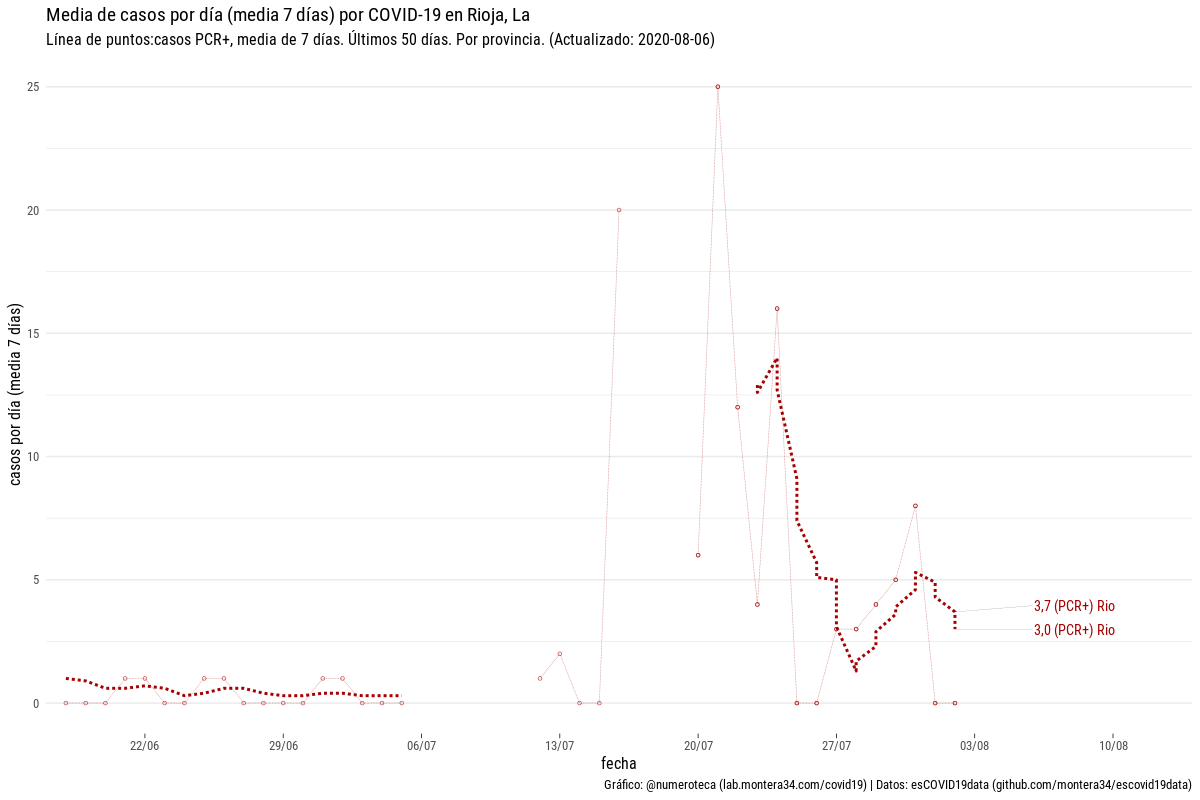 Media de casos por día (media 7 días) por COVID-19 en Rioja, La
Línea de puntos:casos PCR+, media de 7 días. Últimos 50 días. Por provincia. (Actualizado: 2020-08-06)
casos por día (media 7 días)
25
20
15
10
5
0
3,7 (PCR+) Rio
3,0 (PCR+) Rio
22/06
29/06
06/07
13/07
20/07
27/07
03/08
10/08
fecha
Gráfico: @numeroteca (lab.montera34.com/covid19) | Datos: esCOVID19data (github.com/montera34/escovid19data)